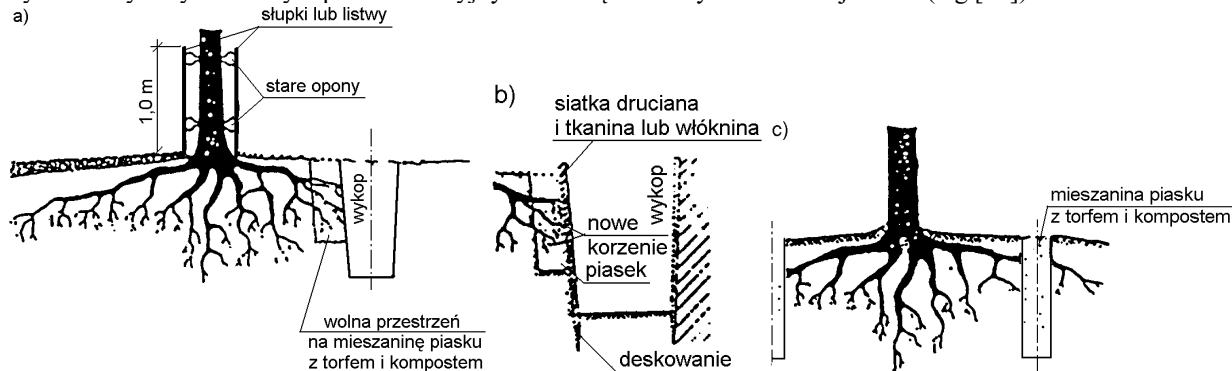 a)
słupki lub listwy
1,0 m
stare opony
wykop
wolna przestrzeń
na mieszaninę piasku
z torfem i kompostem
b)
siatka druciana
i tkanina lub włóknina
wykop
nowe
korzenie
piasek
deskowanie
c)
mieszanina piasku
z torfem i kompostem